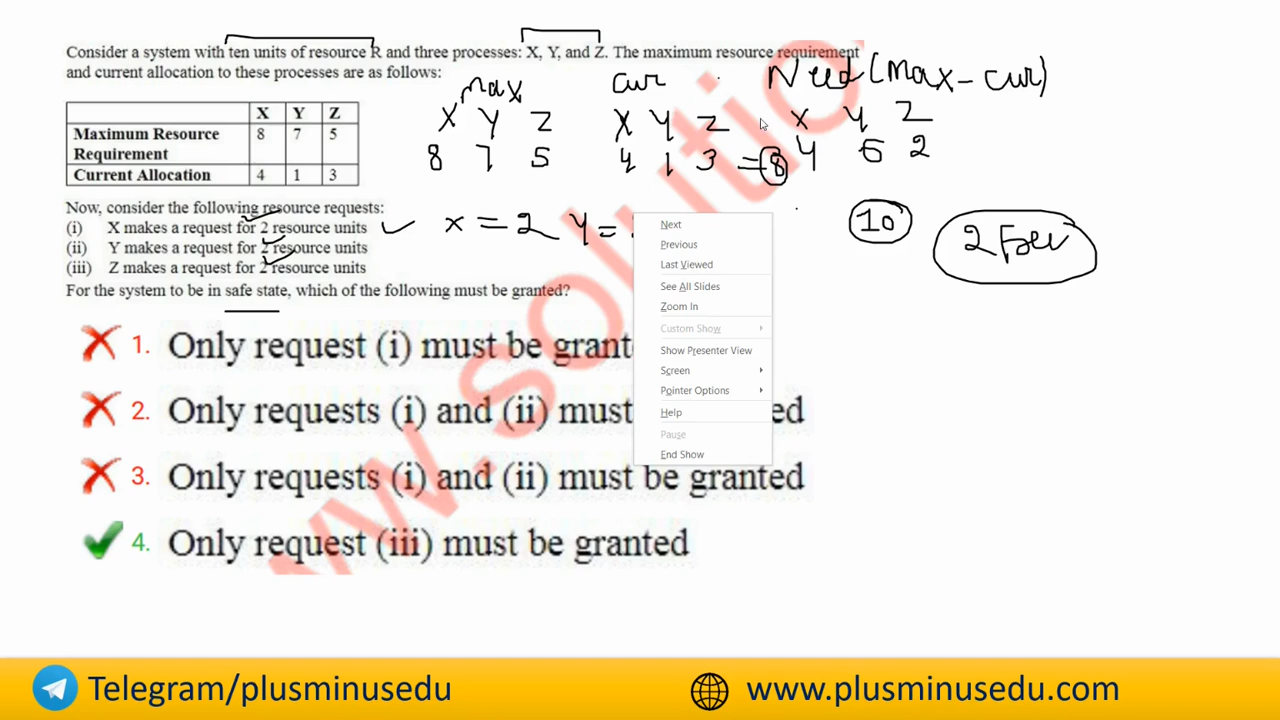 Consider a system with ten units of resource R and three processes: X, Y, and Z. The maximum resource requirement
and current allocation to these processes are as follows:
max cur Need (max - cur)
X Y Z X Y Z X Y Z
8 7 5 4 1 3 = 8 4 6 2
X Y Z
Maximum Resource Requirement 8 7 5
Current Allocation 4 1 3
Now, consider the following resource requests:
(i) X makes a request for 2 resource units
(ii) Y makes a request for 2 resource units
(iii) Z makes a request for 2 resource units
x = 2 y =
10
2
For the system to be in safe state, which of the following must be granted?
Next
Previous
Last Viewed
See All Slides
Zoom In
Custom Show
Show Presenter View
Screen
Pointer Options
Help
Pause
End Show
1. Only request (i) must be grant
2. Only requests (i) and (ii) must ed
3. Only requests (i) and (ii) must be granted
4. Only request (iii) must be granted
Telegram/plusminusedu
www.plusminusedu.com